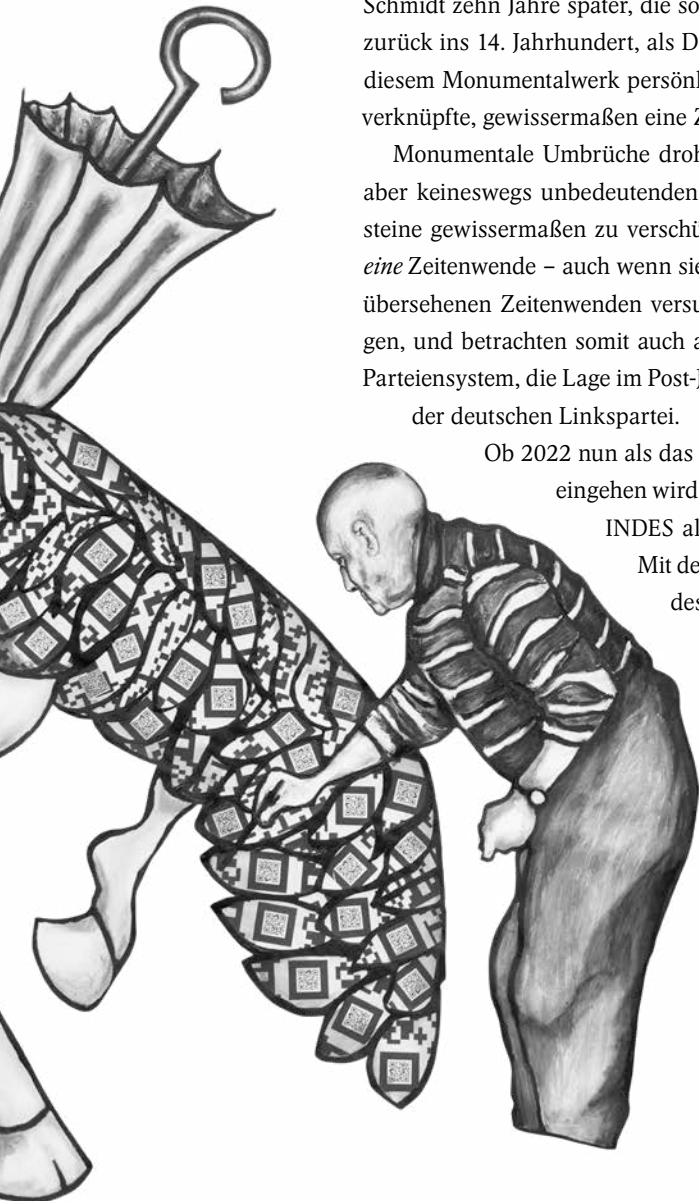 Schmidt zehn Jahre später, die so
zurück ins 14. Jahrhundert, als D
diesem Monumentalwerk persönl
verknüpfte, gewissermaßen eine Z
Monumentale Umbrüche droh
aber keineswegs unbedeutenden
steine gewissermaßen zu verschü
eine Zeitenwende – auch wenn sie
übersehenen Zeitenwenden versu
gen, und betrachten somit auch a
Parteiensystem, die Lage im Post-
der deutschen Linkspartei.
Ob 2022 nun als das
eingehen wird
INDES al
Mit de
des